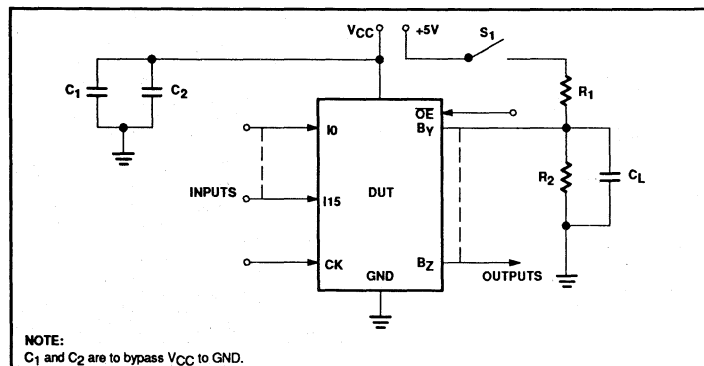 VCC +5V S1
C1 C2
R1
OE
I0 BY
INPUTS DUT R2 CL
I15
CK BZ
GND OUTPUTS
NOTE:
C1 and C2 are to bypass VCC to GND.